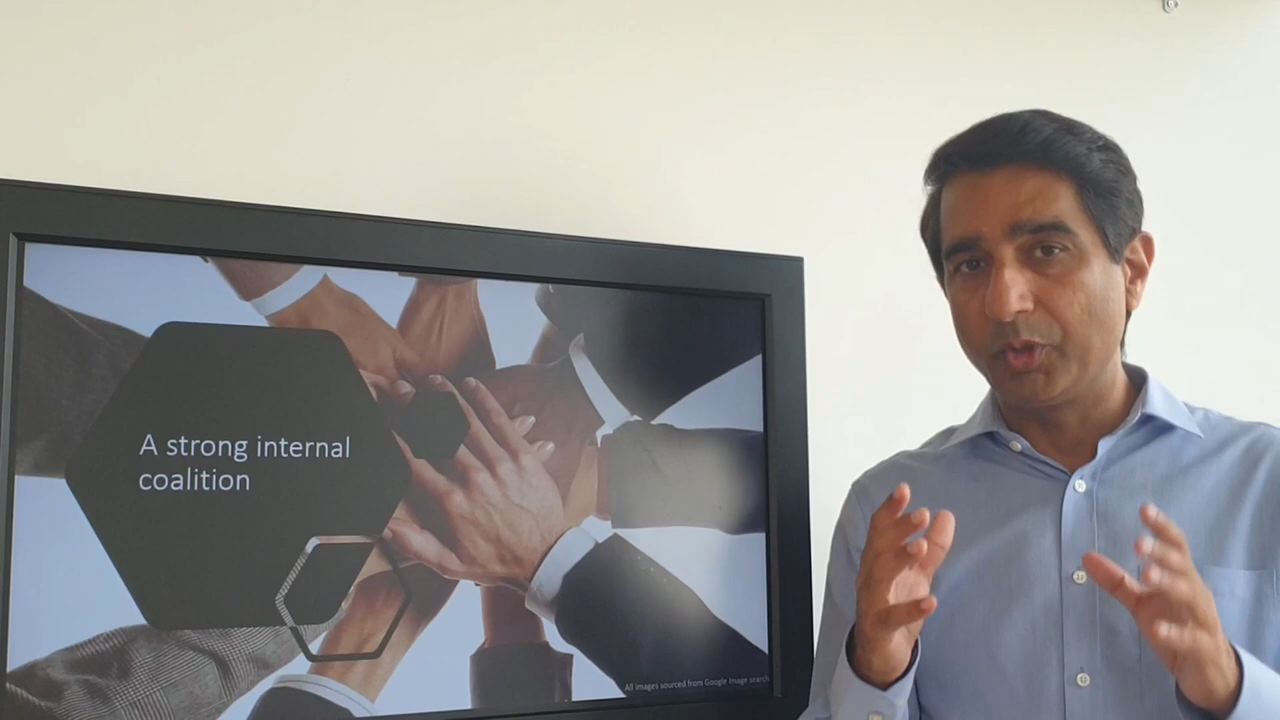 A strong internal
coalition
All images sourced from Google Image search